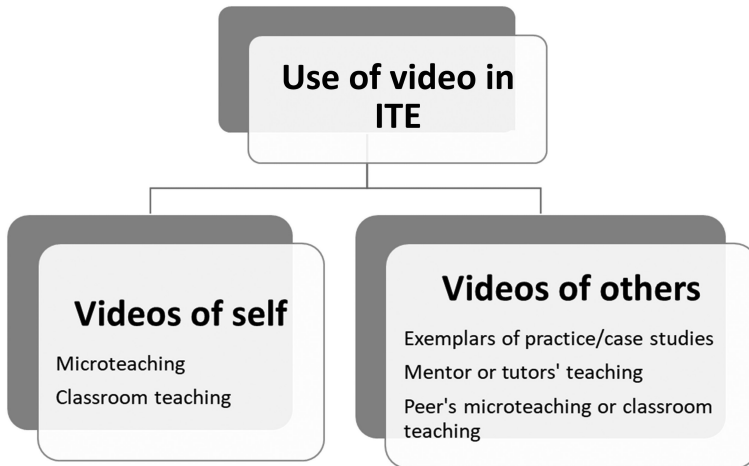 Use of video in
ITE
Videos of self
Microteaching
Classroom teaching
Videos of others
Exemplars of practice/case studies
Mentor or tutors' teaching
Peer's microteaching or classroom
teaching